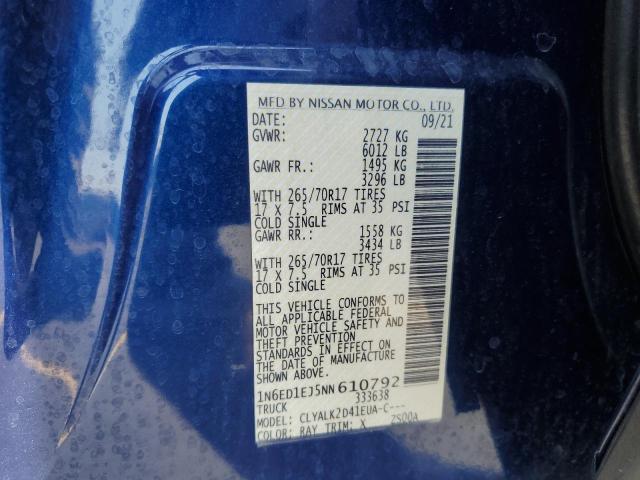 MFD BY NISSAN MOTOR CO., LTD.
DATE: 09/21
GVWR: 2727 KG
6012 LB
GAWR FR.: 1495 KG
3296 LB
WITH 265/70R17 TIRES
17 X 7.5 RIMS AT 35 PSI
COLD SINGLE
GAWR RR.: 1558 KG
3434 LB
WITH 265/70R17 TIRES
17 X 7.5 RIMS AT 35 PSI
COLD SINGLE
THIS VEHICLE CONFORMS TO
ALL APPLICABLE FEDERAL
MOTOR VEHICLE SAFETY AND
THEFT PREVENTION
STANDARDS IN EFFECT ON
THE DATE OF MANUFACTURE
SHOWN ABOVE.
1N6ED1EJ5NN610792
TRUCK 333638
MODEL: CLYALK2D41EUA-C---
COLOR: RAY TRIM: X 2S00A